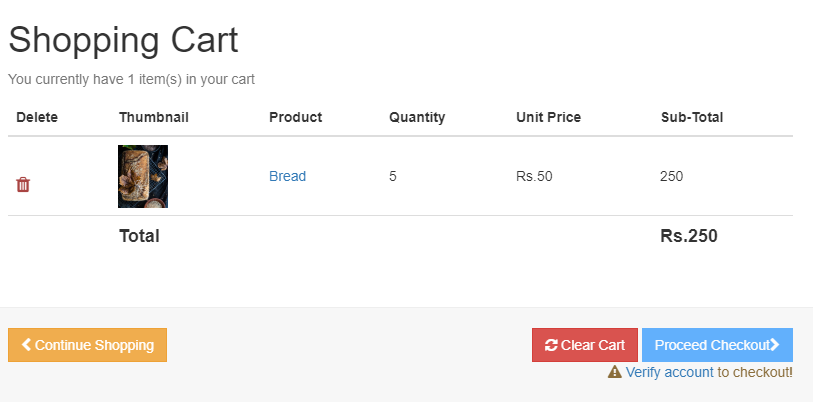 Shopping Cart
You currently have 1 item(s) in your cart
Delete Thumbnail Product Quantity Unit Price Sub-Total
Bread 5 Rs.50 250
Total Rs.250
Continue Shopping Clear Cart Proceed Checkout
Verify account to checkout!